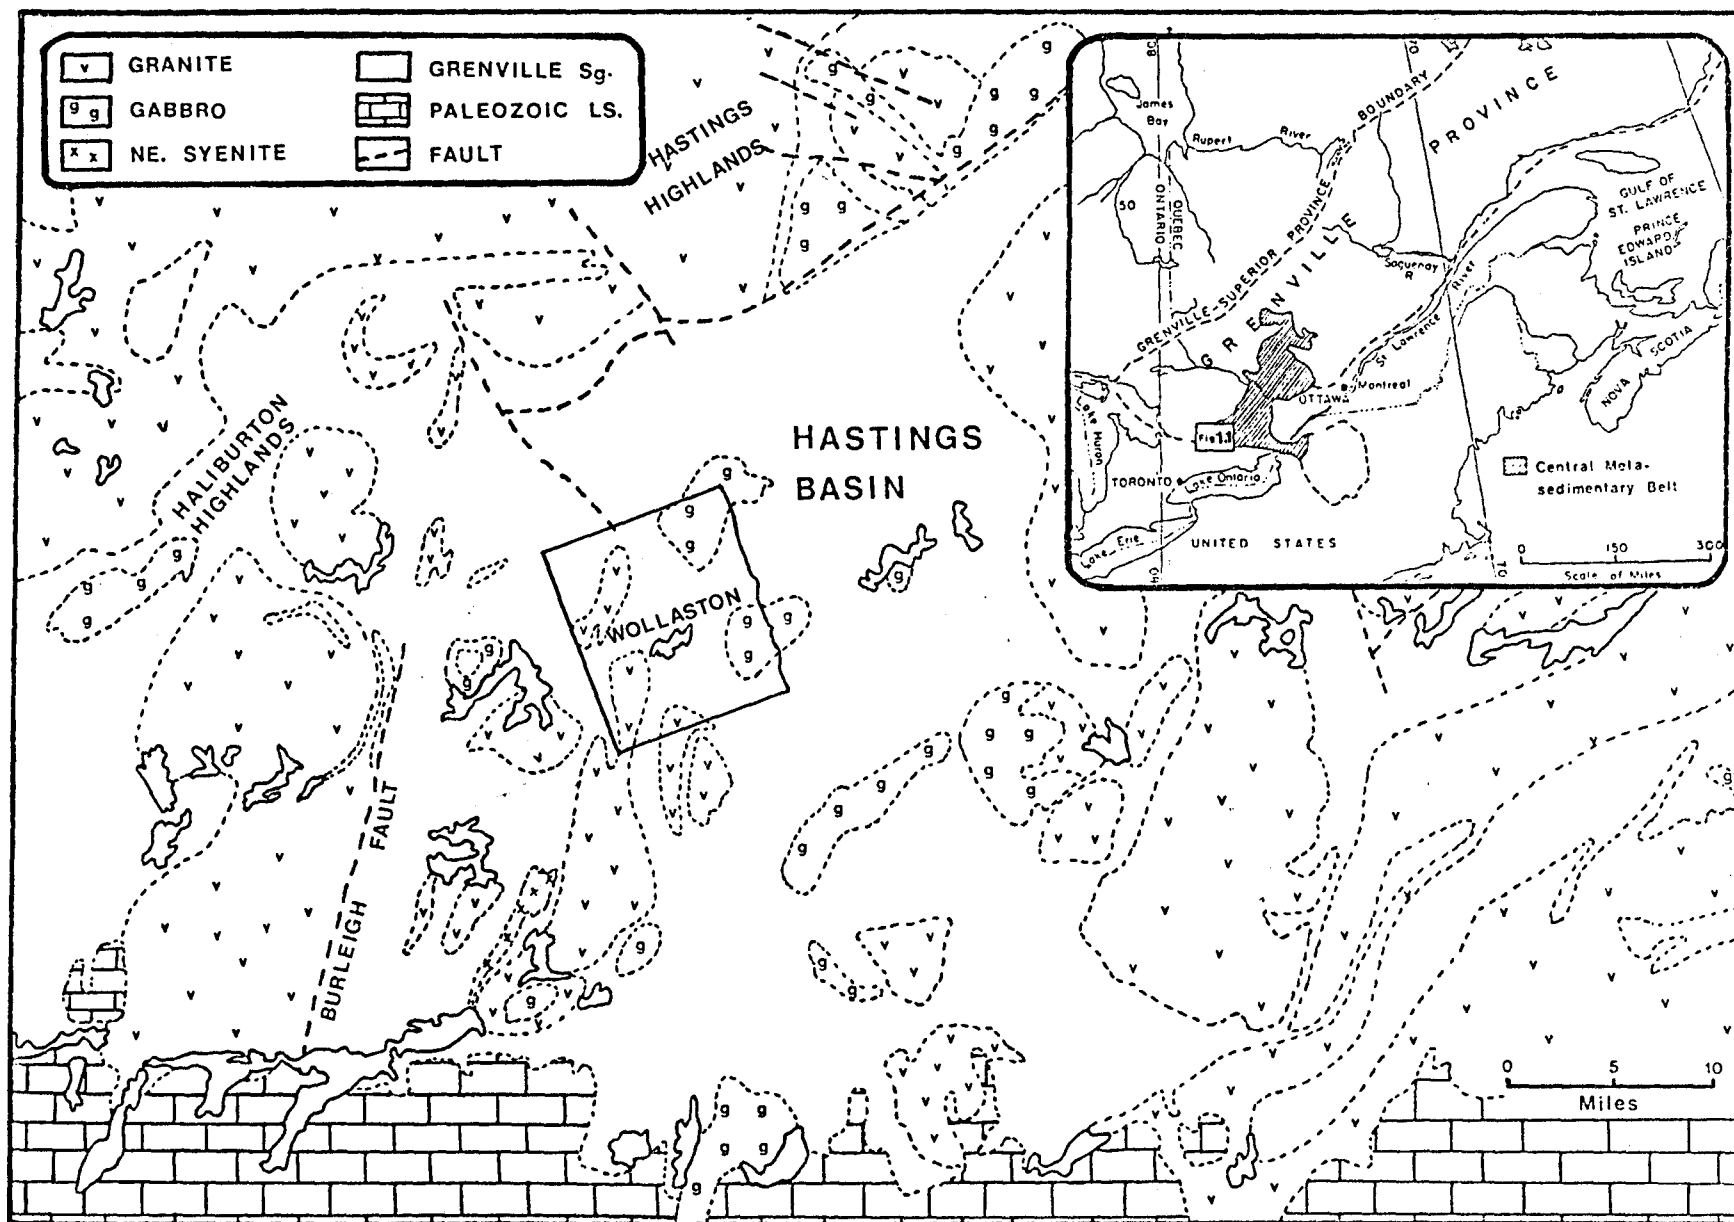 GRANITE
GABBRO
NE. SYENITE
GRENVILLE Sg.
PALEOZOIC LS.
FAULT
HASTINGS
HIGHLANDS
HALIBURTON
HIGHLANDS
HASTINGS
BASIN
WOLLASTON
BURLEIGH FAULT
0 5 10
Miles
James
Bay
Rupert River
GRENVILLE-SUPERIOR PROVINCE BOUNDARY
GRENVILLE PROVINCE
50
ONTARIO
QUEBEC
GULF OF
ST. LAWRENCE
PRINCE
EDWARD
ISLAND
Saguenay
R
St Lawrence River
NOVA SCOTIA
Montreal
OTTAWA
Fig 1.1
Lake Huron
TORONTO
Lake Ontario
Lake Erie
UNITED STATES
Central Meta-
sedimentary Belt
80
70
70
0 150 300
Scale of Miles